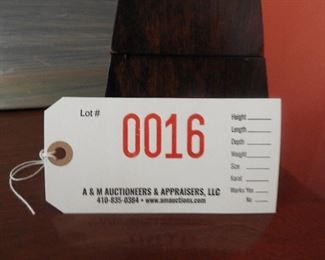 Lot #
0016
Height
Length
Depth
Weight
Size
Karat
Marks Yes
No
A & M AUCTIONEERS & APPRAISERS, LLC
410-835-0384 • www.amauctions.com